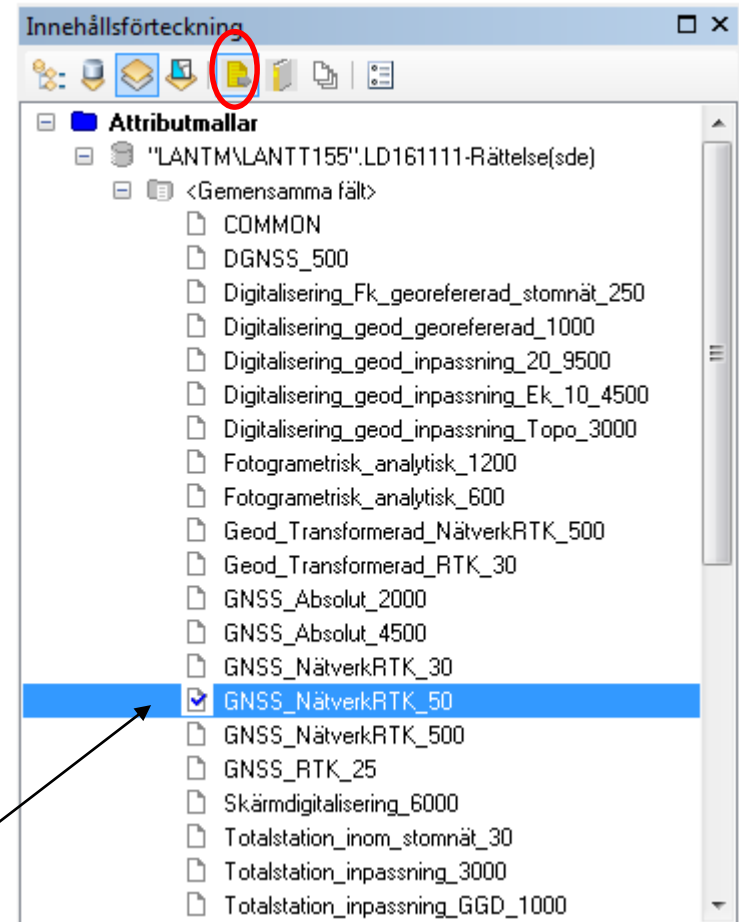 Innehållsförteckning
Attributmallar
"LANTM\LANTT155".LD161111-Rättelse(sde)
<Gemensamma fält>
COMMON
DGNSS_500
Digitalisering_Fk_georefererad_stomnät_250
Digitalisering_geod_georefererad_1000
Digitalisering_geod_inpassning_20_9500
Digitalisering_geod_inpassning_Ek_10_4500
Digitalisering_geod_inpassning_Topo_3000
Fotogrametrisk_analytisk_1200
Fotogrametrisk_analytisk_600
Geod_Transformerad_NätverkRTK_500
Geod_Transformerad_RTK_30
GNSS_Absolut_2000
GNSS_Absolut_4500
GNSS_NätverkRTK_30
GNSS_NätverkRTK_50
GNSS_NätverkRTK_500
GNSS_RTK_25
Skärmdigitalisering_6000
Totalstation_inom_stomnät_30
Totalstation_inpassning_3000
Totalstation_inpassning_GGD_1000